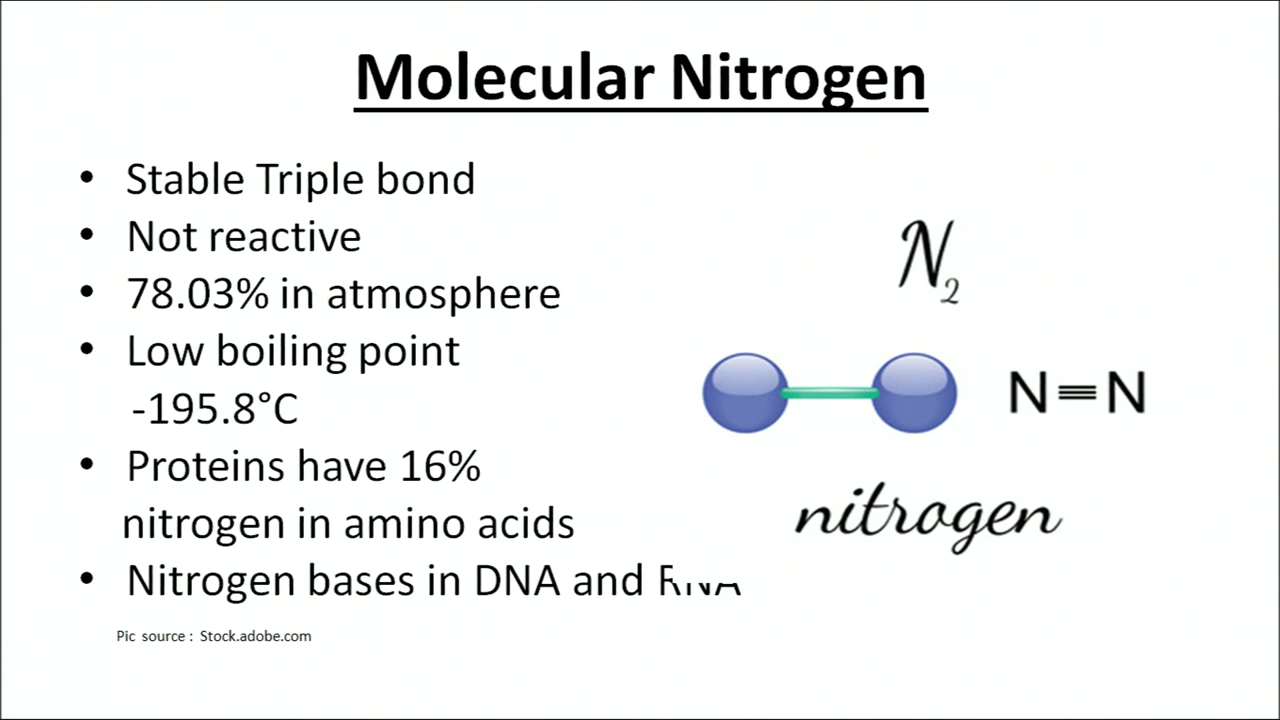 Molecular Nitrogen
• Stable Triple bond
• Not reactive
• 78.03% in atmosphere
• Low boiling point
-195.8°C
• Proteins have 16%
nitrogen in amino acids
• Nitrogen bases in DNA and RNA
Pic source : Stock.adobe.com
N₂
N≡N
nitrogen